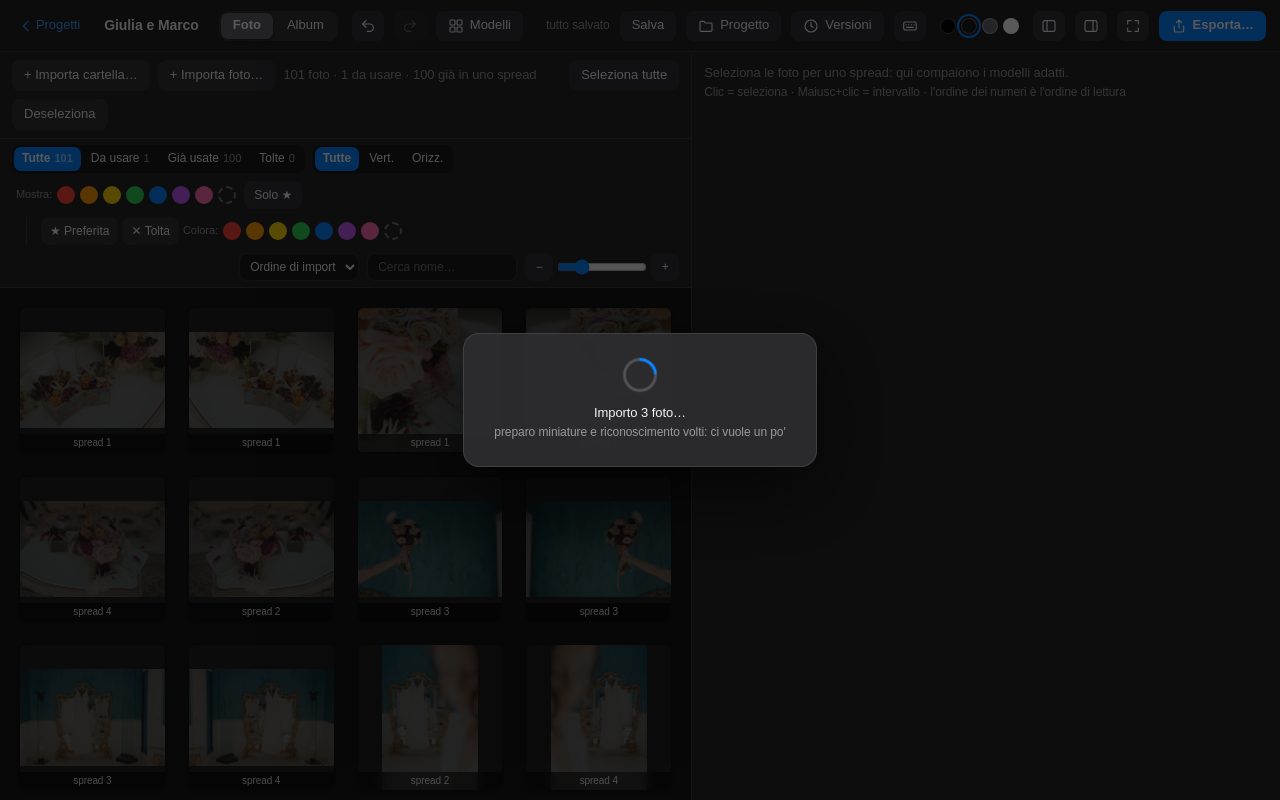 Progetti
Giulia e Marco
Foto
Album
Modelli
tutto salvato
Salva
Progetto
Versioni
Esporta…
+ Importa cartella…
+ Importa foto…
101 foto · 1 da usare · 100 già in uno spread
Seleziona tutte
Deseleziona
Seleziona le foto per uno spread: qui compaiono i modelli adatti.
Clic = seleziona · Maiusc+clic = intervallo · l'ordine dei numeri è l'ordine di lettura
Tutte 101
Da usare 1
Già usate 100
Tolte 0
Tutte
Vert.
Orizz.
Mostra:
Solo ★
★ Preferita
✕ Tolta
Colora:
Ordine di import
Cerca nome…
−
+
Importo 3 foto…
preparo miniature e riconoscimento volti: ci vuole un po'
spread 1
spread 1
spread 1
spread 4
spread 2
spread 3
spread 3
spread 3
spread 4
spread 2
spread 4